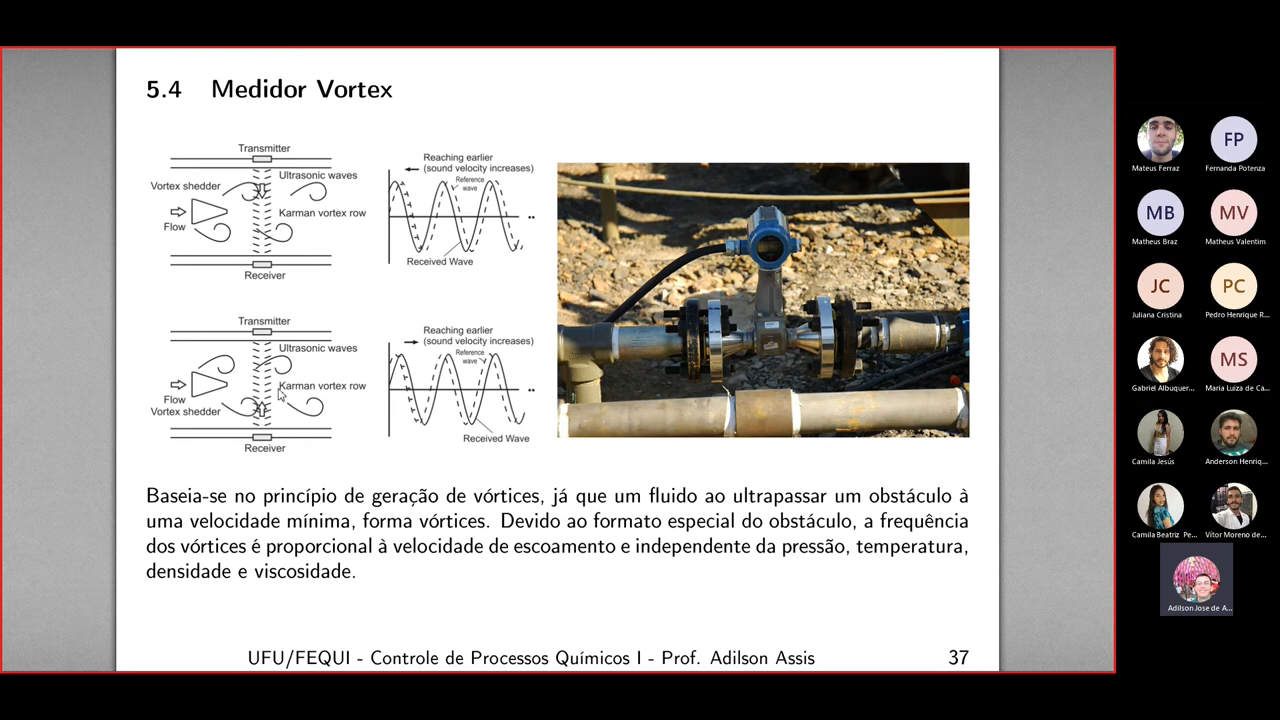 5.4 Medidor Vortex
Transmitter
Ultrasonic waves
Vortex shedder
Karman vortex row
Flow
Receiver
Reaching earlier
(sound velocity increases)
Reference
wave
Received Wave
Transmitter
Ultrasonic waves
Karman vortex row
Flow
Vortex shedder
Receiver
Reaching earlier
(sound velocity increases)
Reference
wave
Received Wave
Baseia-se no princípio de geração de vórtices, já que um fluido ao ultrapassar um obstáculo à
uma velocidade mínima, forma vórtices. Devido ao formato especial do obstáculo, a frequência
dos vórtices é proporcional à velocidade de escoamento e independente da pressão, temperatura,
densidade e viscosidade.
UFU/FEQUI - Controle de Processos Químicos I - Prof. Adilson Assis 37
Mateus Ferraz
FP
Fernanda Potenza
MB
Matheus Braz
MV
Matheus Valentim
JC
Juliana Cristina
PC
Pedro Henrique R...
Gabriel Albuquer...
MS
Maria Luiza de Ca...
Camila Jesús
Anderson Henriq...
Camila Beatriz Pe...
Vítor Moreno de...
Adilson Jose de A...